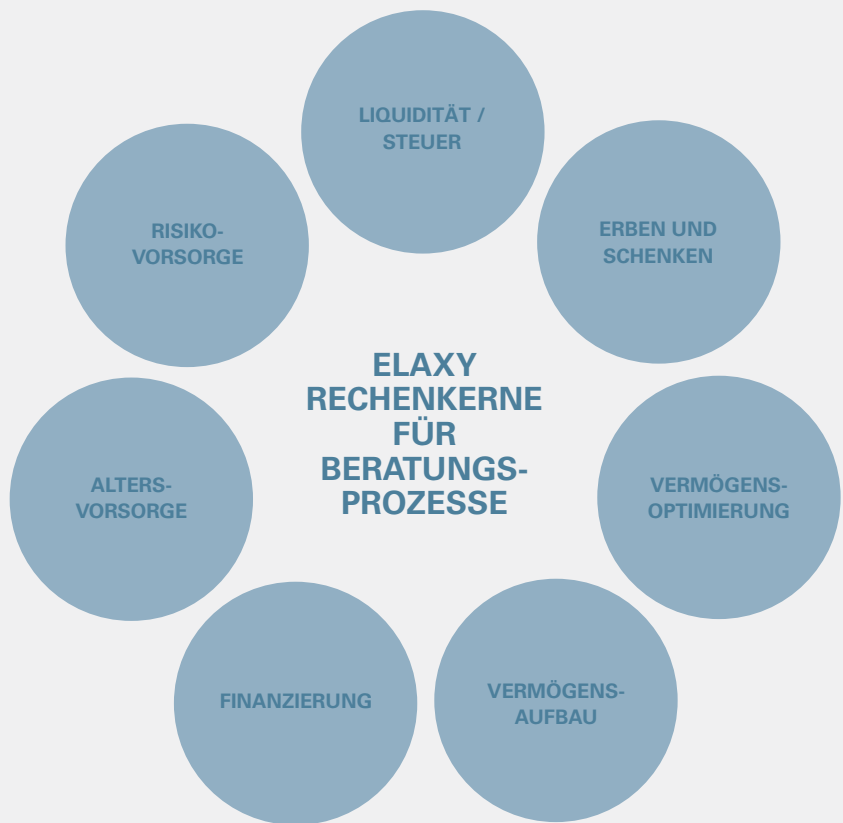 LIQUIDITÄT /
STEUER
RISIKO-
VORSORGE
ERBEN UND
SCHENKEN
ELAXY
RECHENKERNE
FÜR
BERATUNGS-
PROZESSE
ALTERS-
VORSORGE
VERMÖGENS-
OPTIMIERUNG
FINANZIERUNG
VERMÖGENS-
AUFBAU